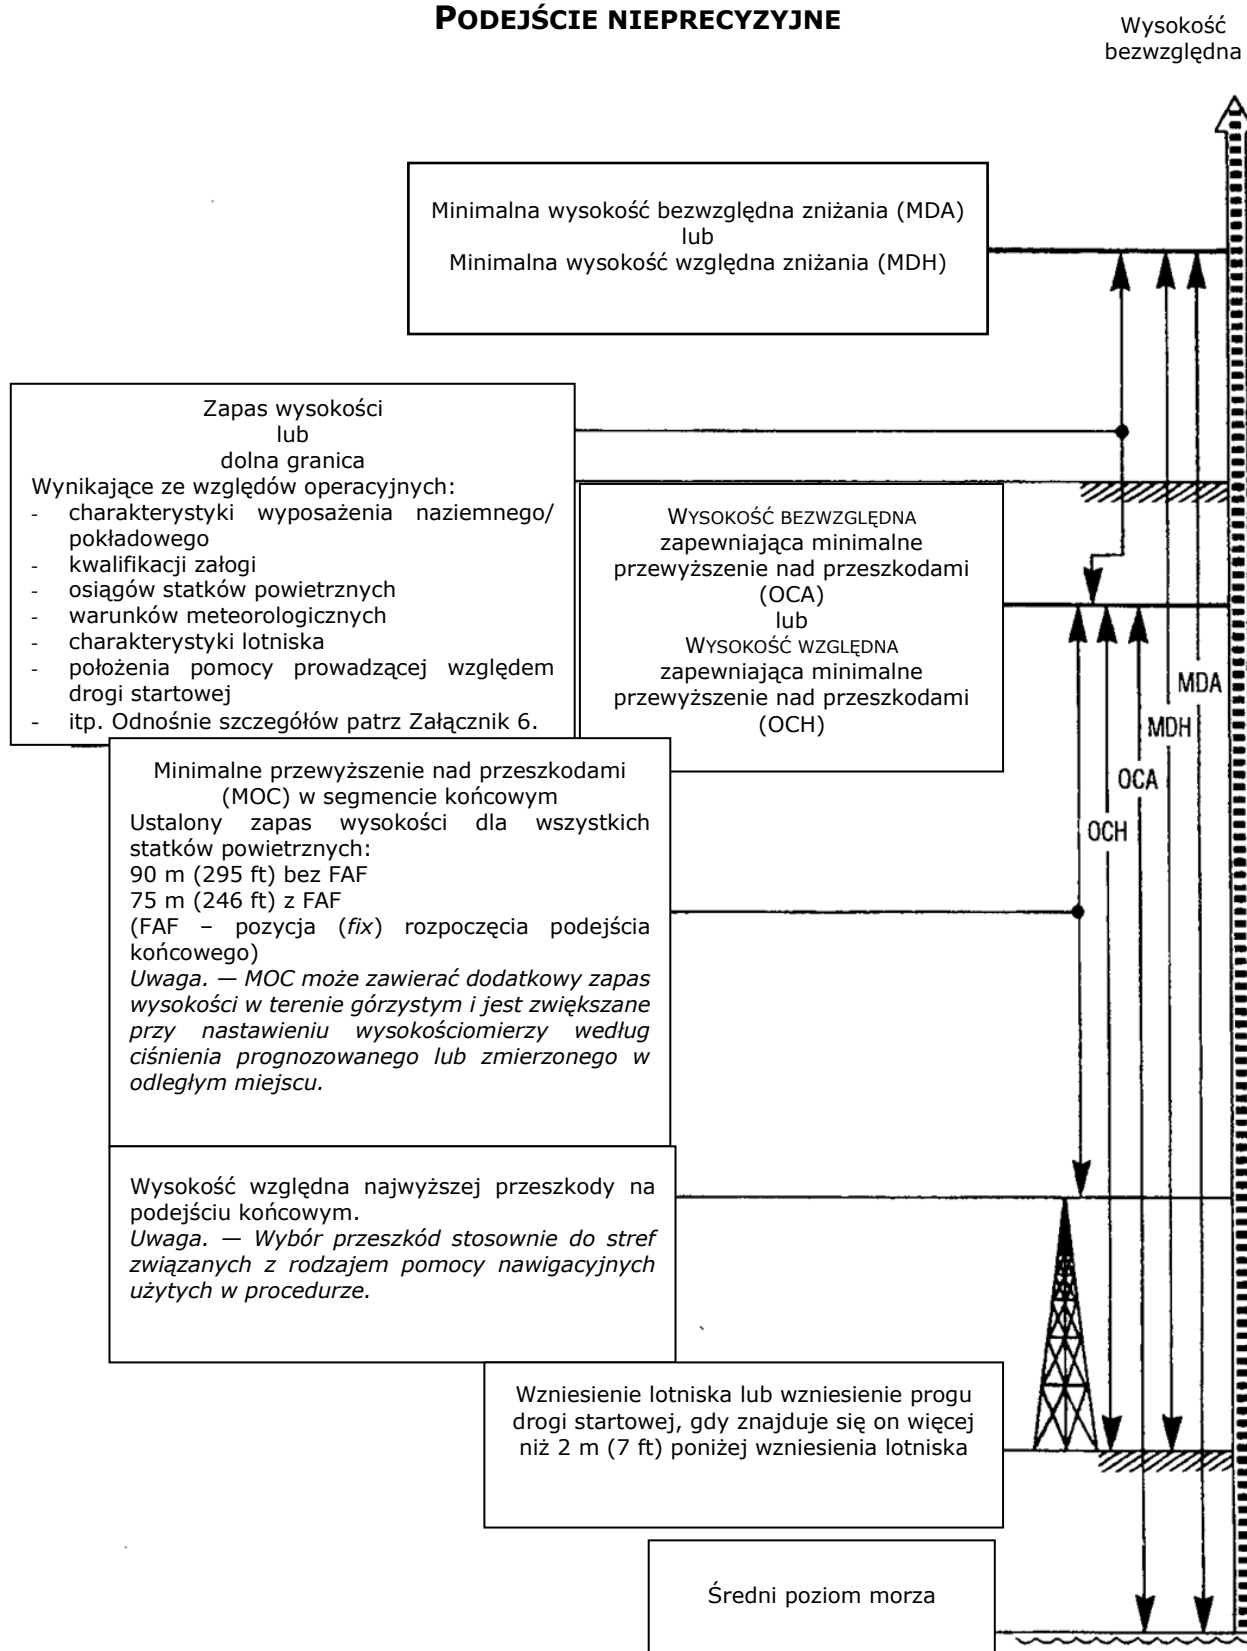 PODEJŚCIE NIEPRECYZYJNE
Wysokość
bezwzględna
Minimalna wysokość bezwzględna zniżania (MDA)
lub
Minimalna wysokość względna zniżania (MDH)
Zapas wysokości
lub
dolna granica
Wynikające ze względów operacyjnych:
- charakterystyki wyposażenia naziemnego/
pokładowego
- kwalifikacji załogi
- osiągów statków powietrznych
- warunków meteorologicznych
- charakterystyki lotniska
- położenia pomocy prowadzącej względem
drogi startowej
- itp. Odnośnie szczegółów patrz Załącznik 6.
WYSOKOŚĆ BEZWZGLĘDNA
zapewniająca minimalne
przewyższenie nad przeszkodami
(OCA)
lub
WYSOKOŚĆ WZGLĘDNA
zapewniająca minimalne
przewyższenie nad przeszkodami
(OCH)
MDA
MDH
OCA
OCH
Minimalne przewyższenie nad przeszkodami
(MOC) w segmencie końcowym
Ustalony zapas wysokości dla wszystkich
statków powietrznych:
90 m (295 ft) bez FAF
75 m (246 ft) z FAF
(FAF – pozycja (fix) rozpoczęcia podejścia
końcowego)
Uwaga. — MOC może zawierać dodatkowy zapas
wysokości w terenie górzystym i jest zwiększane
przy nastawieniu wysokościomierzy według
ciśnienia prognozowanego lub zmierzonego w
odległym miejscu.
Wysokość względna najwyższej przeszkody na
podejściu końcowym.
Uwaga. — Wybór przeszkód stosownie do stref
związanych z rodzajem pomocy nawigacyjnych
użytych w procedurze.
Wzniesienie lotniska lub wzniesienie progu
drogi startowej, gdy znajduje się on więcej
niż 2 m (7 ft) poniżej wzniesienia lotniska
Średni poziom morza